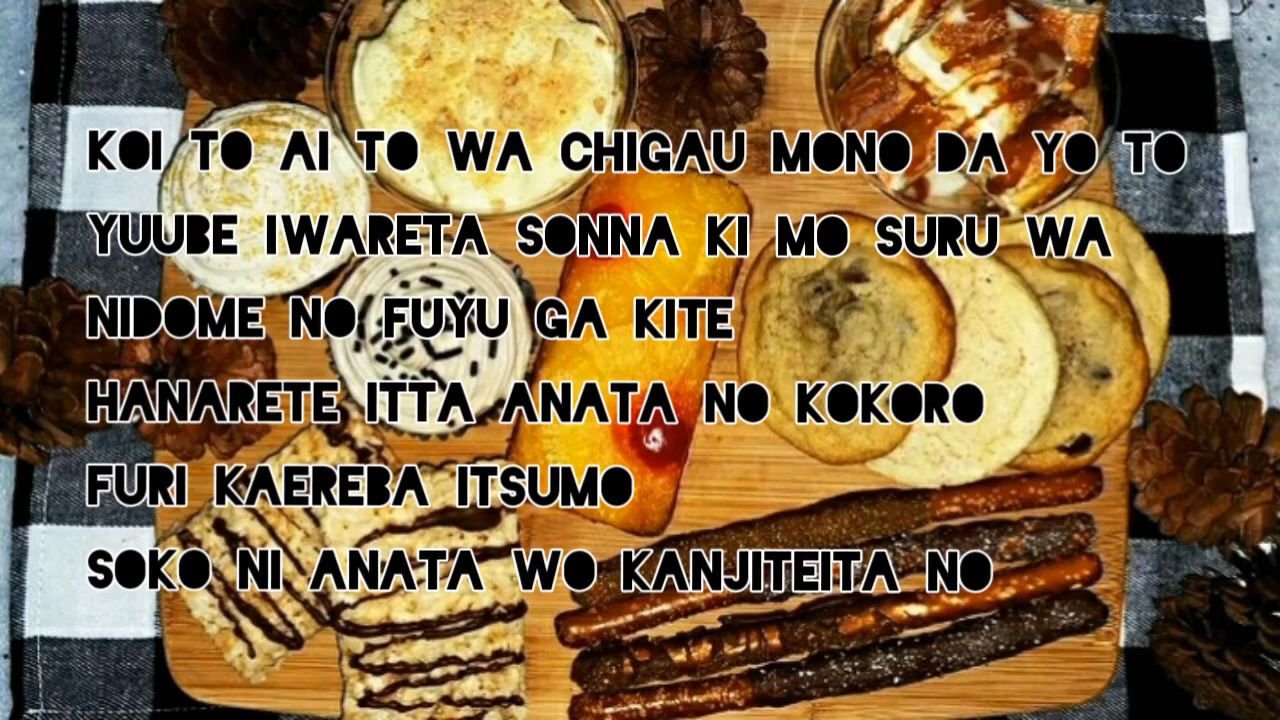 KOI TO AI TO WA CHIGAU MONO DA YO TO
YUUBE IWARETA SONNA KI MO SURU WA
NIDOME NO FUYU GA KITE
HANARETE ITTA ANATA NO KOKORO
FURI KAEREBA ITSUMO
SOKO NI ANATA WO KANJITEITA NO